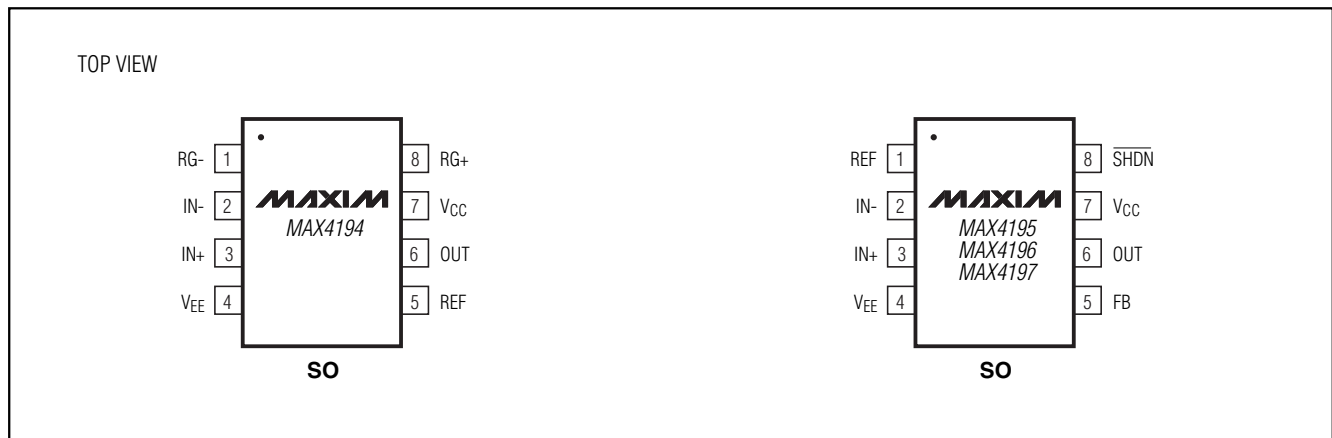 TOP VIEW
RG- 1
IN- 2
IN+ 3
VEE 4
MAXIM
MAX4194
8 RG+
7 VCC
6 OUT
5 REF
SO
REF 1
IN- 2
IN+ 3
VEE 4
MAXIM
MAX4195
MAX4196
MAX4197
8 S̅H̅D̅N̅
7 VCC
6 OUT
5 FB
SO